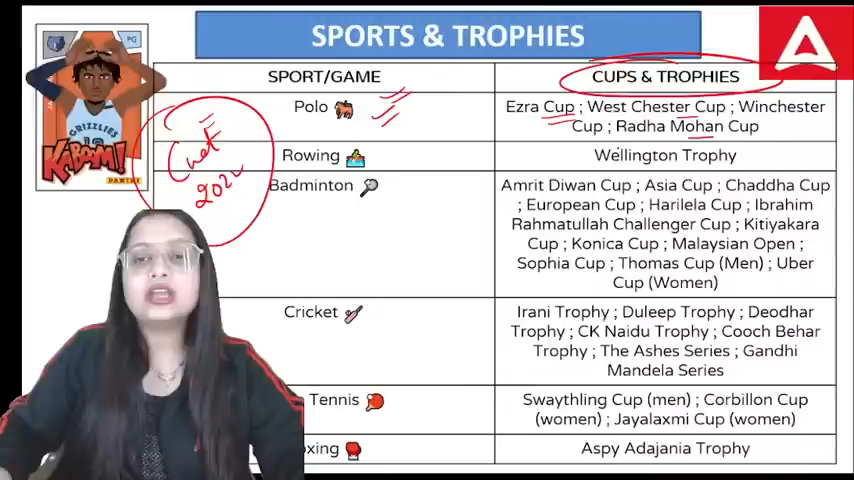 SPORTS & TROPHIES
PG
GRIZZLIES
KABOOM!
PANINI
SPORT/GAME
CUPS & TROPHIES
Polo
Ezra Cup ; West Chester Cup ; Winchester
Cup ; Radha Mohan Cup
Cuet
2022
Rowing
Wellington Trophy
Badminton
Amrit Diwan Cup ; Asia Cup ; Chaddha Cup
; European Cup ; Harilela Cup ; Ibrahim
Rahmatullah Challenger Cup ; Kitiyakara
Cup ; Konica Cup ; Malaysian Open ;
Sophia Cup ; Thomas Cup (Men) ; Uber
Cup (Women)
Cricket
Irani Trophy ; Duleep Trophy ; Deodhar
Trophy ; CK Naidu Trophy ; Cooch Behar
Trophy ; The Ashes Series ; Gandhi
Mandela Series
Tennis
Swaythling Cup (men) ; Corbillon Cup
(women) ; Jayalaxmi Cup (women)
oxing
Aspy Adajania Trophy